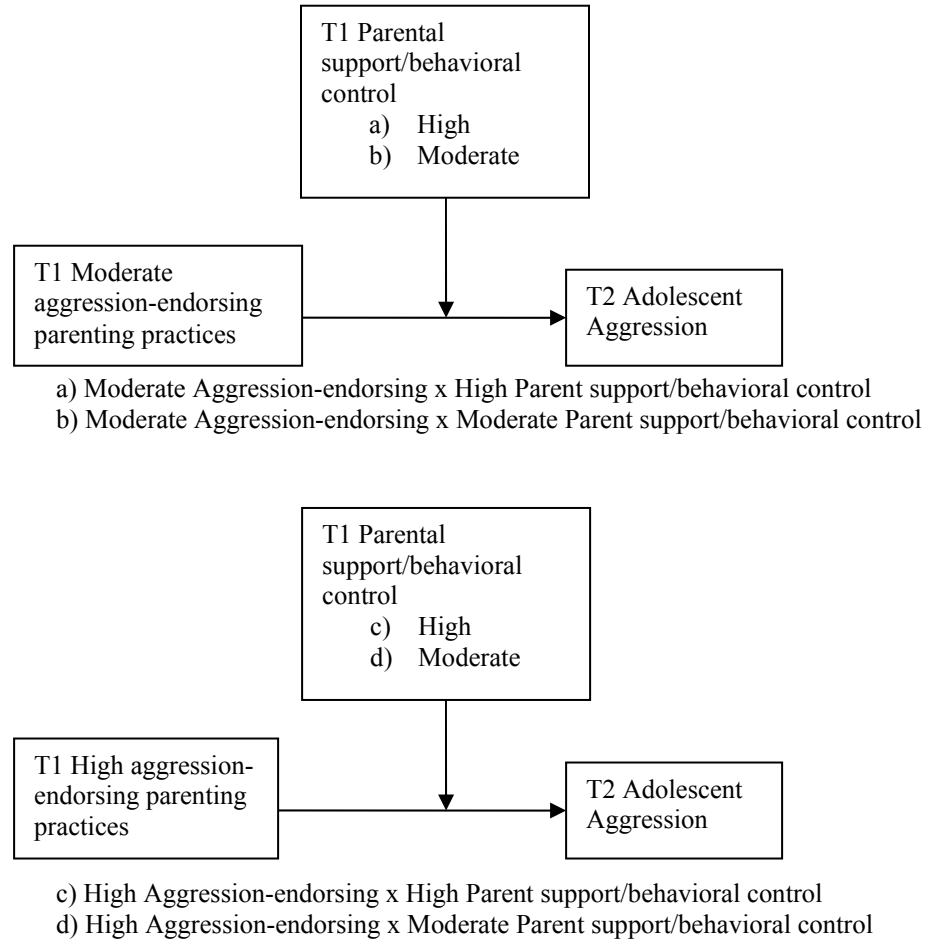 T1 Parental
support/behavioral
control
a) High
b) Moderate
T1 Moderate
aggression-endorsing
parenting practices
T2 Adolescent
Aggression
a) Moderate Aggression-endorsing x High Parent support/behavioral control
b) Moderate Aggression-endorsing x Moderate Parent support/behavioral control
T1 Parental
support/behavioral
control
c) High
d) Moderate
T1 High aggression-
endorsing parenting
practices
T2 Adolescent
Aggression
c) High Aggression-endorsing x High Parent support/behavioral control
d) High Aggression-endorsing x Moderate Parent support/behavioral control